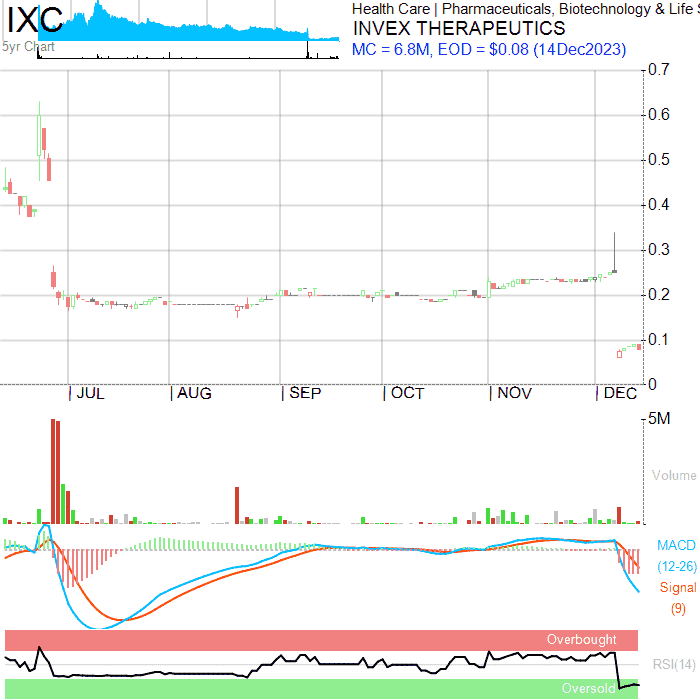 IXC
5yr Chart
Health Care | Pharmaceuticals, Biotechnology & Life
INVEX THERAPEUTICS
MC = 6.8M, EOD = $0.08 (14Dec2023)
0.7
0.6
0.5
0.4
0.3
0.2
0.1
0
JUL AUG SEP OCT NOV DEC
5M
Volume
MACD
(12-26)
Signal
(9)
Overbought
RSI(14)
Oversold